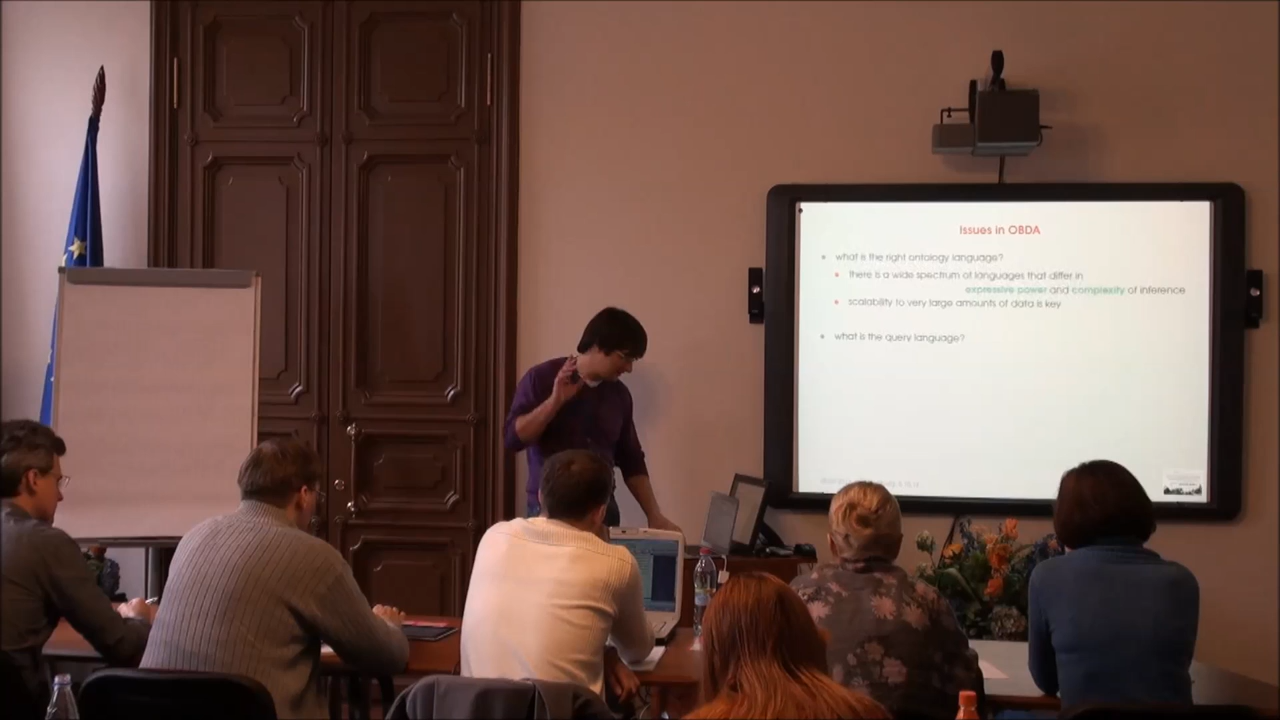 Issues in OBDA
what is the right ontology language?
there is a wide spectrum of languages that differ in
expressive power and complexity of inference
scalability to very large amounts of data is key
what is the query language?